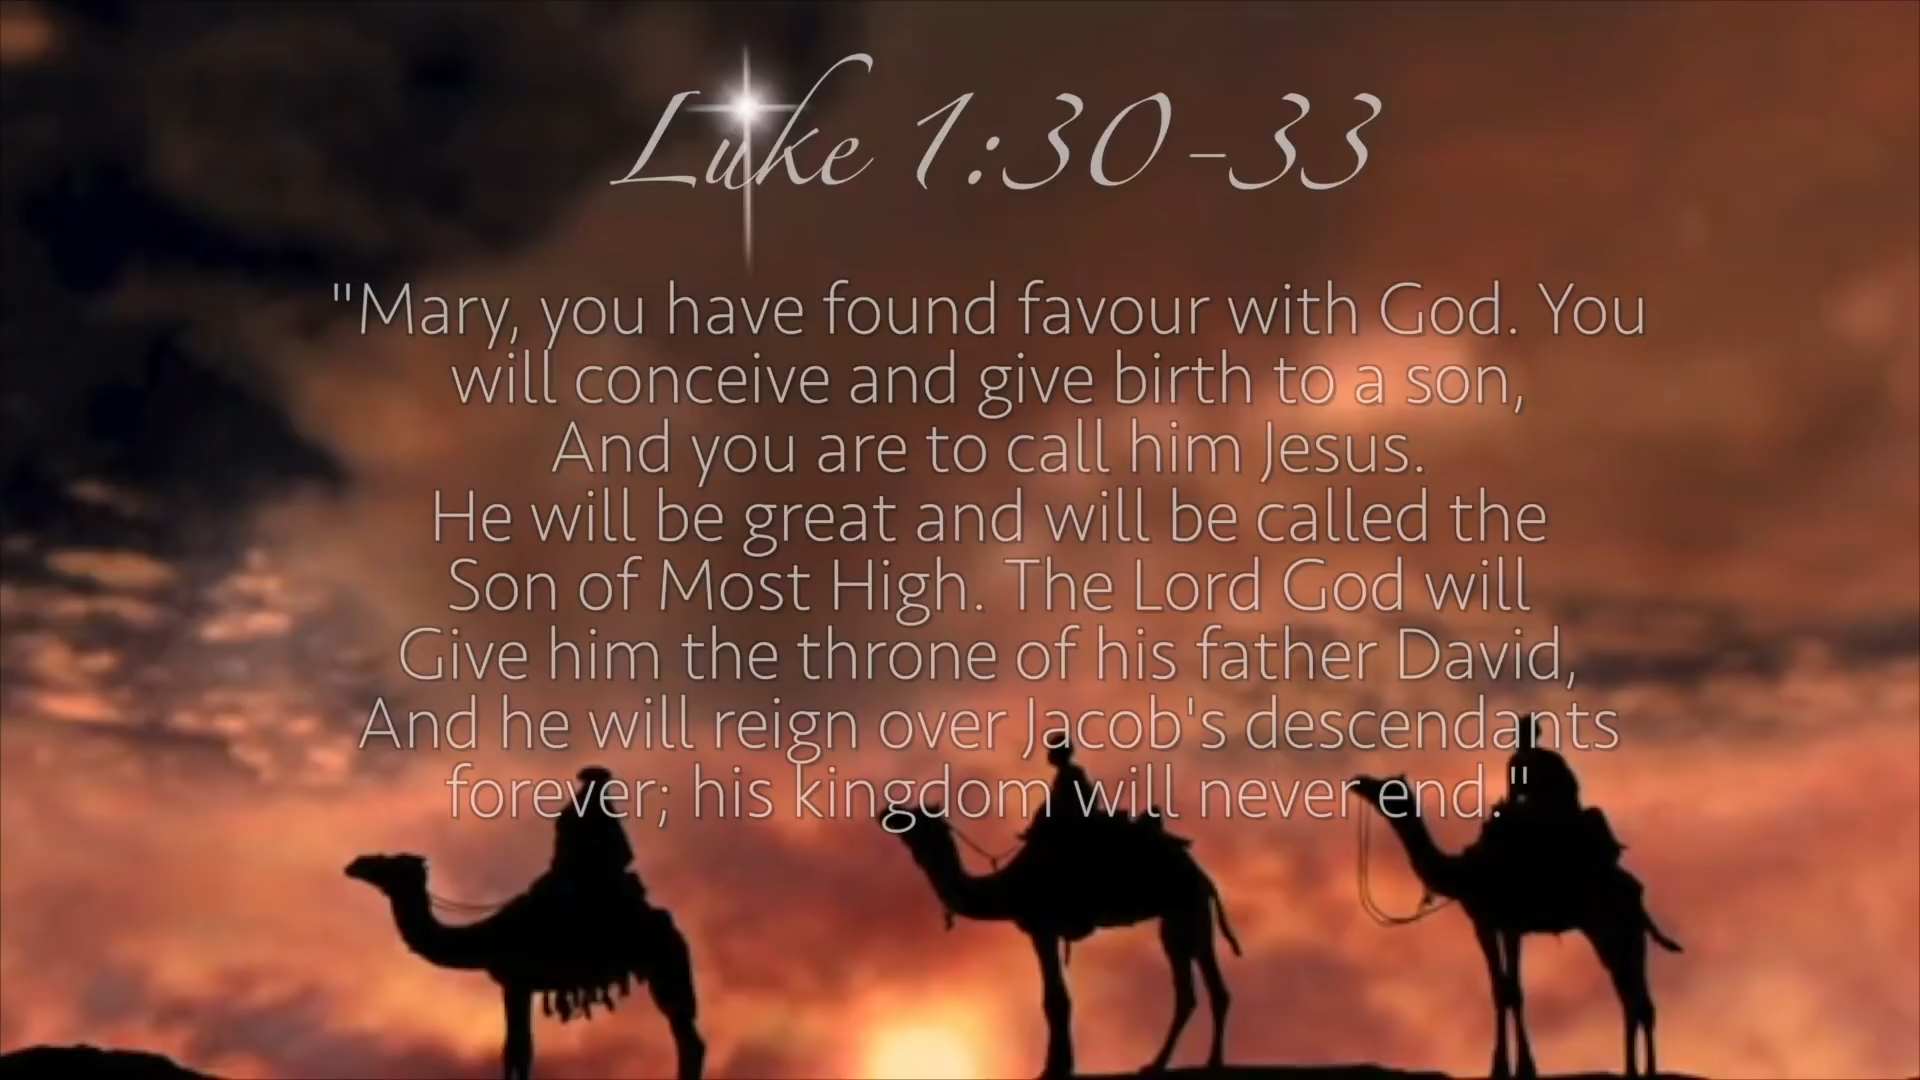 Luke 1:30-33
"Mary, you have found favour with God. You
will conceive and give birth to a son,
And you are to call him Jesus.
He will be great and will be called the
Son of Most High. The Lord God will
Give him the throne of his father David,
And he will reign over Jacob's descendants
forever; his kingdom will never end."